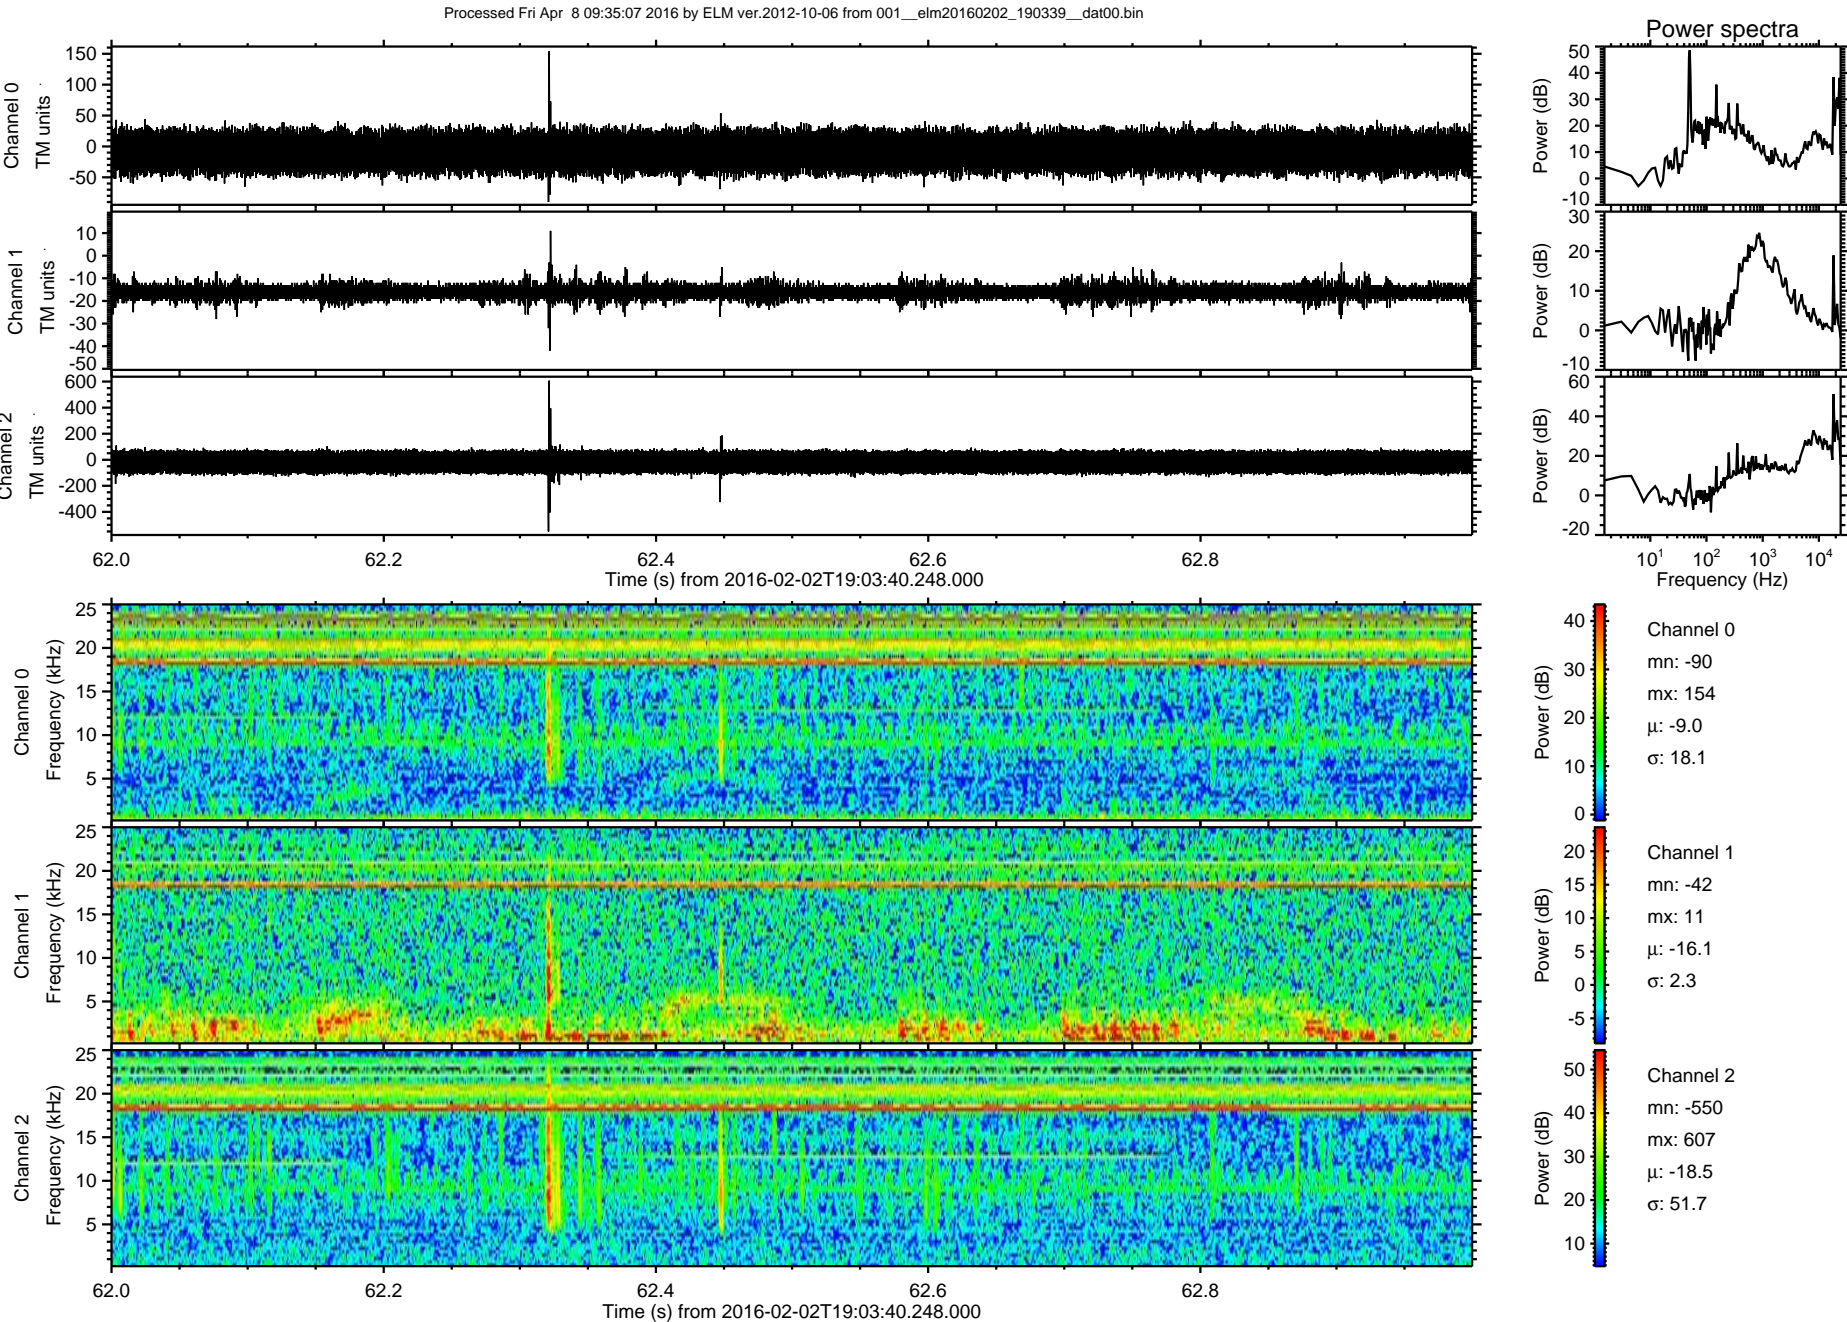 Processed Fri Apr  8 09:35:07 2016 by ELM ver.2012-10-06 from 001__elm20160202_190339__dat00.bin
Power spectra
Channel 0
TM units
150
100
50
0
-50
Power (dB)
50
40
30
20
10
0
-10
Channel 1
TM units
10
0
-10
-20
-30
-40
-50
Power (dB)
30
20
10
0
-10
Channel 2
TM units
600
400
200
0
-200
-400
Power (dB)
60
40
20
0
-20
62.0 62.2 62.4 62.6 62.8
Time (s) from 2016-02-02T19:03:40.248.000
10^1 10^2 10^3 10^4
Frequency (Hz)
Channel 0
Frequency (kHz)
25
20
15
10
5
Power (dB)
40
30
20
10
0
Channel 0
mn: -90
mx: 154
μ: -9.0
σ: 18.1
Channel 1
Frequency (kHz)
25
20
15
10
5
Power (dB)
20
15
10
5
0
-5
Channel 1
mn: -42
mx: 11
μ: -16.1
σ: 2.3
Channel 2
Frequency (kHz)
25
20
15
10
5
Power (dB)
50
40
30
20
10
Channel 2
mn: -550
mx: 607
μ: -18.5
σ: 51.7
62.0 62.2 62.4 62.6 62.8
Time (s) from 2016-02-02T19:03:40.248.000